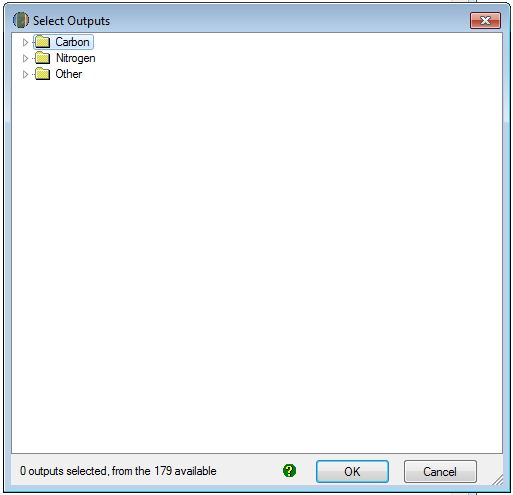 Select Outputs
Carbon
Nitrogen
Other
0 outputs selected, from the 179 available
?
OK
Cancel